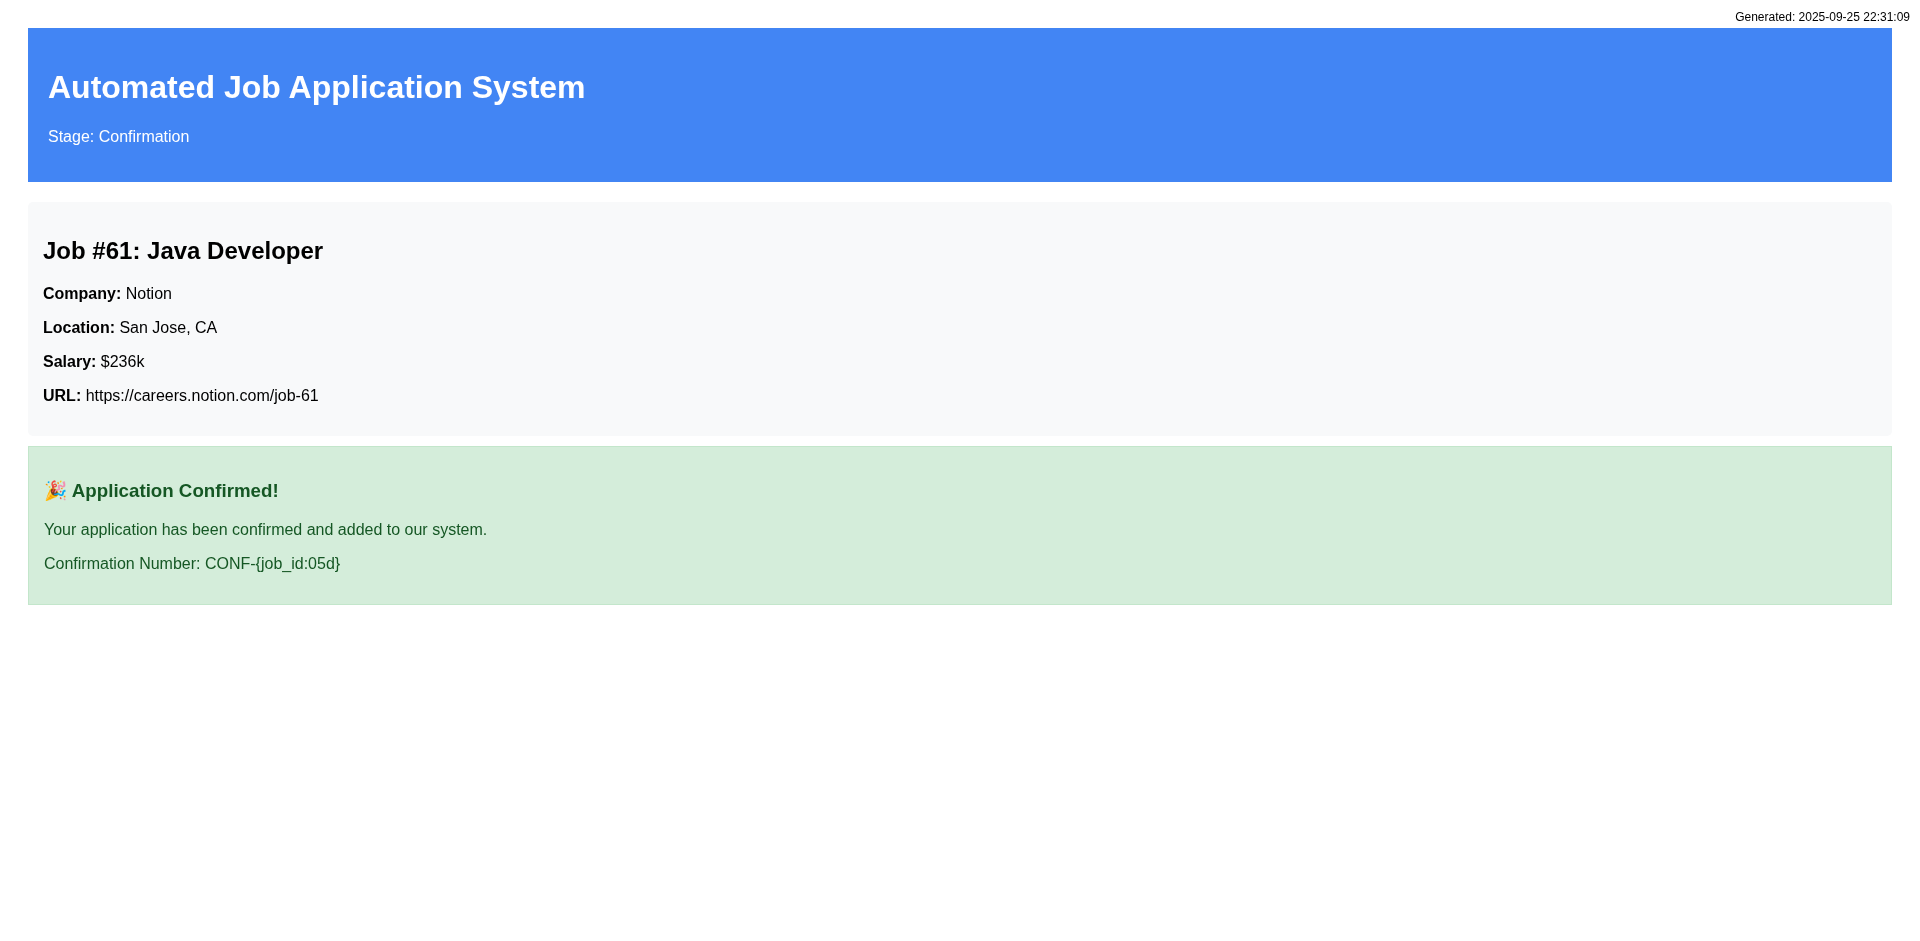 Generated: 2025-09-25 22:31:09
Automated Job Application System
Stage: Confirmation
Job #61: Java Developer
Company: Notion
Location: San Jose, CA
Salary: $236k
URL: https://careers.notion.com/job-61
🎉 Application Confirmed!
Your application has been confirmed and added to our system.
Confirmation Number: CONF-{job_id:05d}